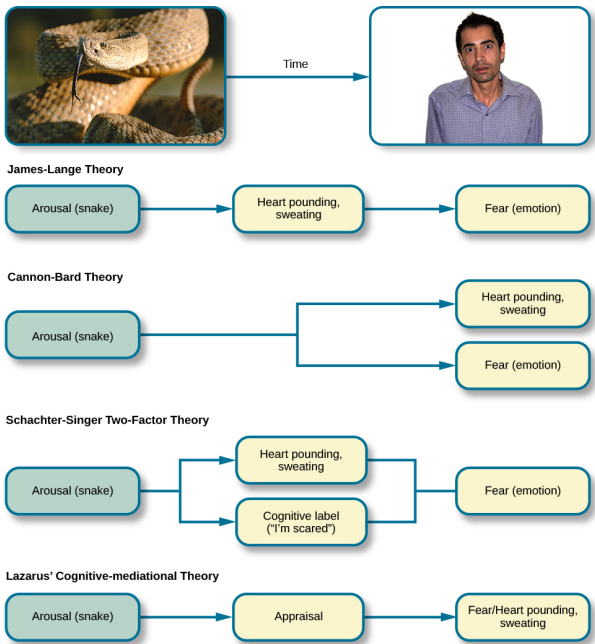 Time
James-Lange Theory
Arousal (snake)
Heart pounding,
sweating
Fear (emotion)
Cannon-Bard Theory
Arousal (snake)
Heart pounding,
sweating
Fear (emotion)
Schachter-Singer Two-Factor Theory
Arousal (snake)
Heart pounding,
sweating
Cognitive label
(“I’m scared”)
Fear (emotion)
Lazarus’ Cognitive-mediational Theory
Arousal (snake)
Appraisal
Fear/Heart pounding,
sweating